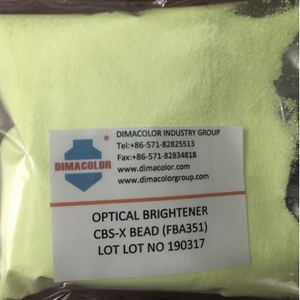 DIMACOLOR INDUSTRY GROUP
Tel:+86-571-82825513
Fax:+86-571-82834818
www.dimacolor.com
www.dimacolorgroup.com
DIMACOLOR
OPTICAL BRIGHTENER
CBS-X BEAD (FBA351)
LOT LOT NO 190317